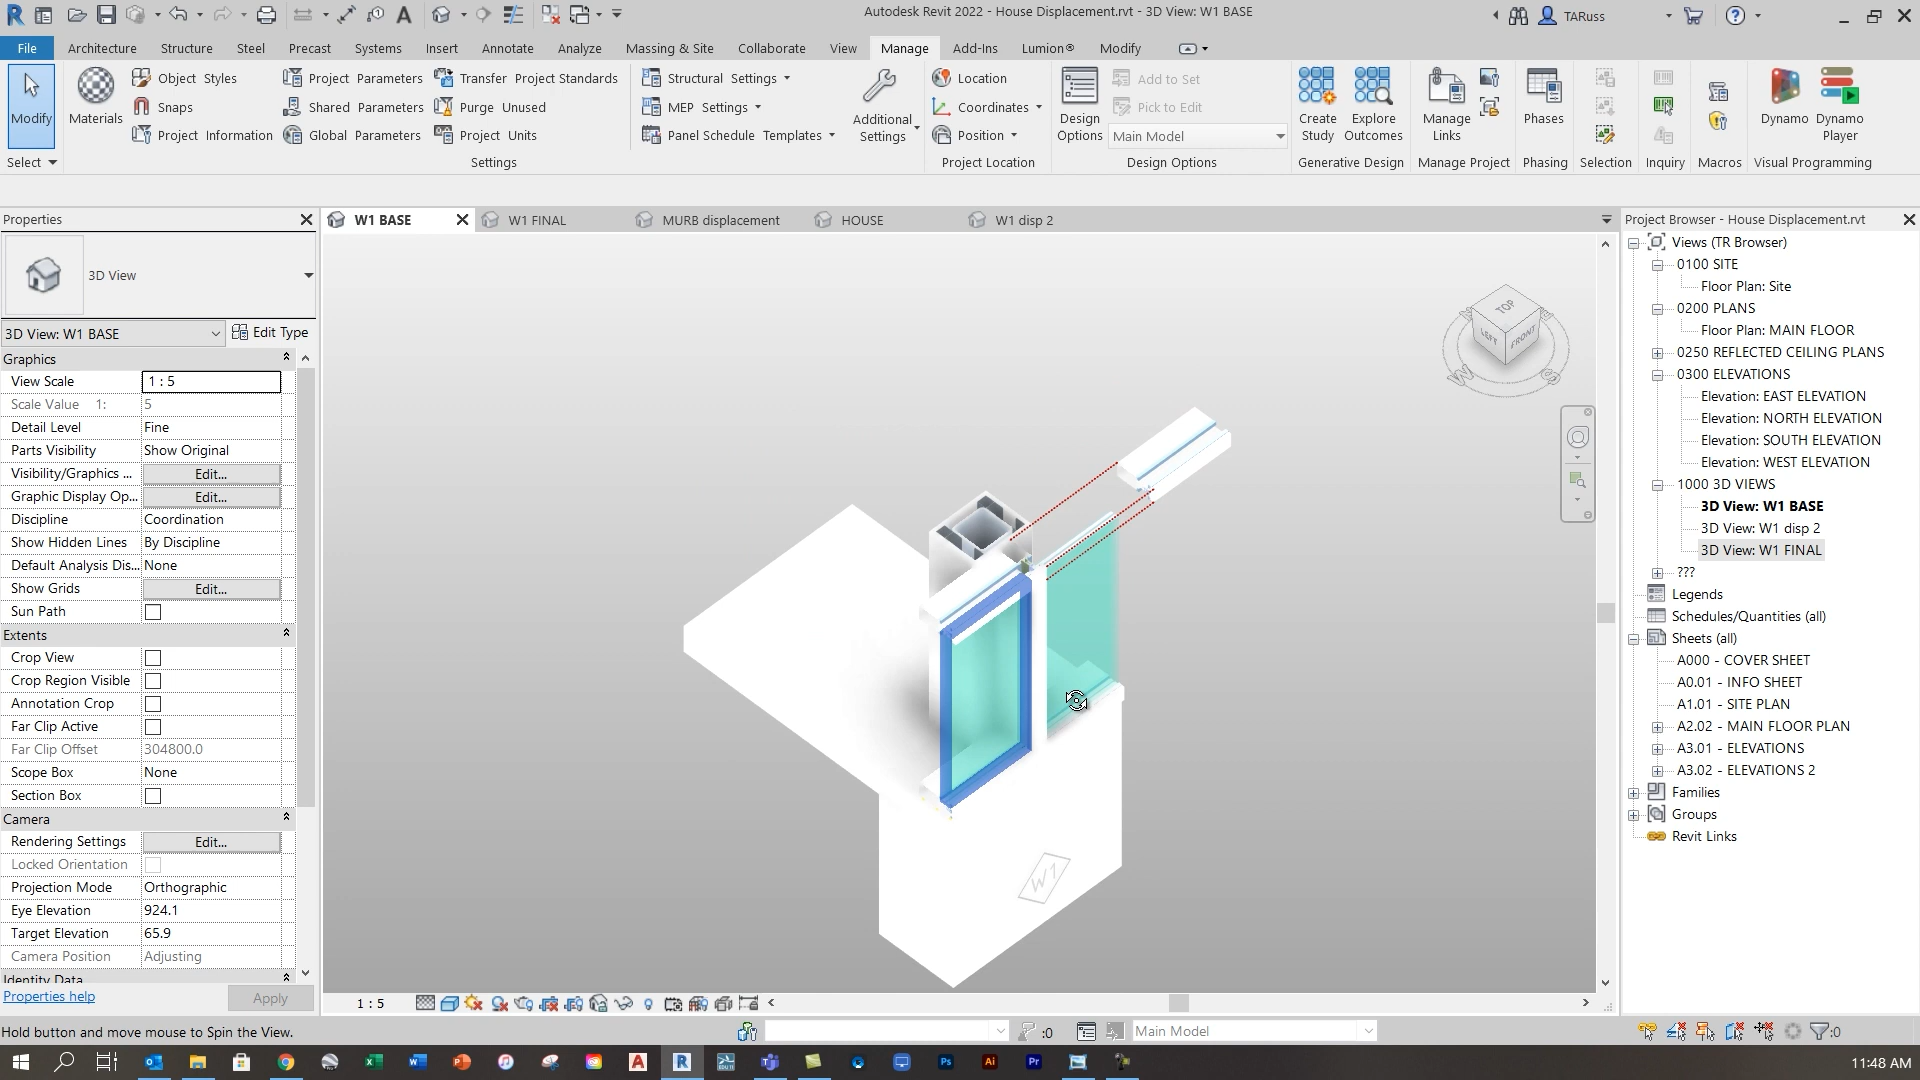 Autodesk Revit 2022 - House Displacement.rvt - 3D View: W1 BASE
TARuss
File Architecture Structure Steel Precast Systems Insert Annotate Analyze Massing & Site Collaborate View Manage Add-Ins Lumion® Modify
Modify
Select
Materials
Object Styles
Snaps
Project Information
Project Parameters
Shared Parameters
Global Parameters
Transfer Project Standards
Purge Unused
Project Units
Structural Settings
MEP Settings
Panel Schedule Templates
Additional Settings
Settings
Location
Coordinates
Position
Project Location
Design Options
Add to Set
Pick to Edit
Main Model
Design Options
Create Study
Explore Outcomes
Generative Design
Manage Links
Manage Project
Phases
Phasing
Selection
Inquiry
Macros
Dynamo
Dynamo Player
Visual Programming
Properties
3D View
3D View: W1 BASE
Edit Type
Graphics
View Scale 1 : 5
Scale Value 1: 5
Detail Level Fine
Parts Visibility Show Original
Visibility/Graphics ... Edit...
Graphic Display Op... Edit...
Discipline Coordination
Show Hidden Lines By Discipline
Default Analysis Dis... None
Show Grids Edit...
Sun Path
Extents
Crop View
Crop Region Visible
Annotation Crop
Far Clip Active
Far Clip Offset 304800.0
Scope Box None
Section Box
Camera
Rendering Settings Edit...
Locked Orientation
Projection Mode Orthographic
Eye Elevation 924.1
Target Elevation 65.9
Camera Position Adjusting
Identity Data
Properties help
Apply
W1 BASE W1 FINAL MURB displacement HOUSE W1 disp 2
TOP
LEFT
FRONT
W
S
W1
1 : 5
Project Browser - House Displacement.rvt
Views (TR Browser)
0100 SITE
Floor Plan: Site
0200 PLANS
Floor Plan: MAIN FLOOR
0250 REFLECTED CEILING PLANS
0300 ELEVATIONS
Elevation: EAST ELEVATION
Elevation: NORTH ELEVATION
Elevation: SOUTH ELEVATION
Elevation: WEST ELEVATION
1000 3D VIEWS
3D View: W1 BASE
3D View: W1 disp 2
3D View: W1 FINAL
???
Legends
Schedules/Quantities (all)
Sheets (all)
A000 - COVER SHEET
A0.01 - INFO SHEET
A1.01 - SITE PLAN
A2.02 - MAIN FLOOR PLAN
A3.01 - ELEVATIONS
A3.02 - ELEVATIONS 2
Families
Groups
Revit Links
Hold button and move mouse to Spin the View.
:0
Main Model
:0
11:48 AM